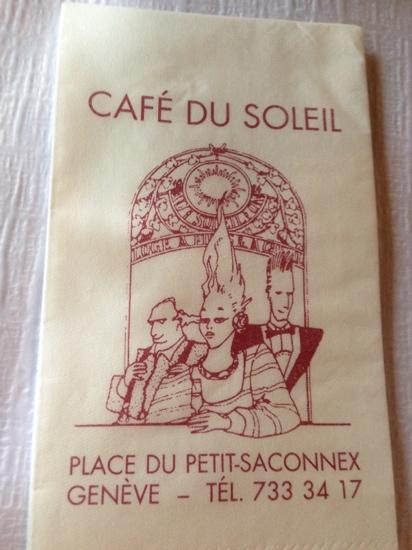 CAFÉ DU SOLEIL
PLACE DU PETIT-SACONNEX
GENÈVE – TÉL. 733 34 17